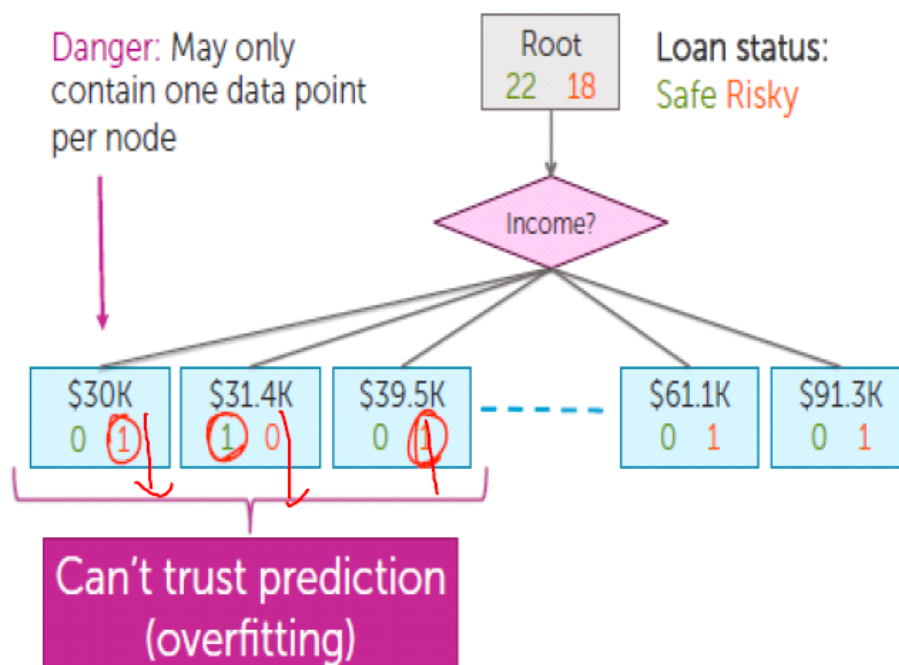 Danger: May only
contain one data point
per node
Root
22 18
Loan status:
Safe Risky
Income?
$30K
0 1
$31.4K
1 0
$39.5K
0 1
$61.1K
0 1
$91.3K
0 1
Can't trust prediction
(overfitting)